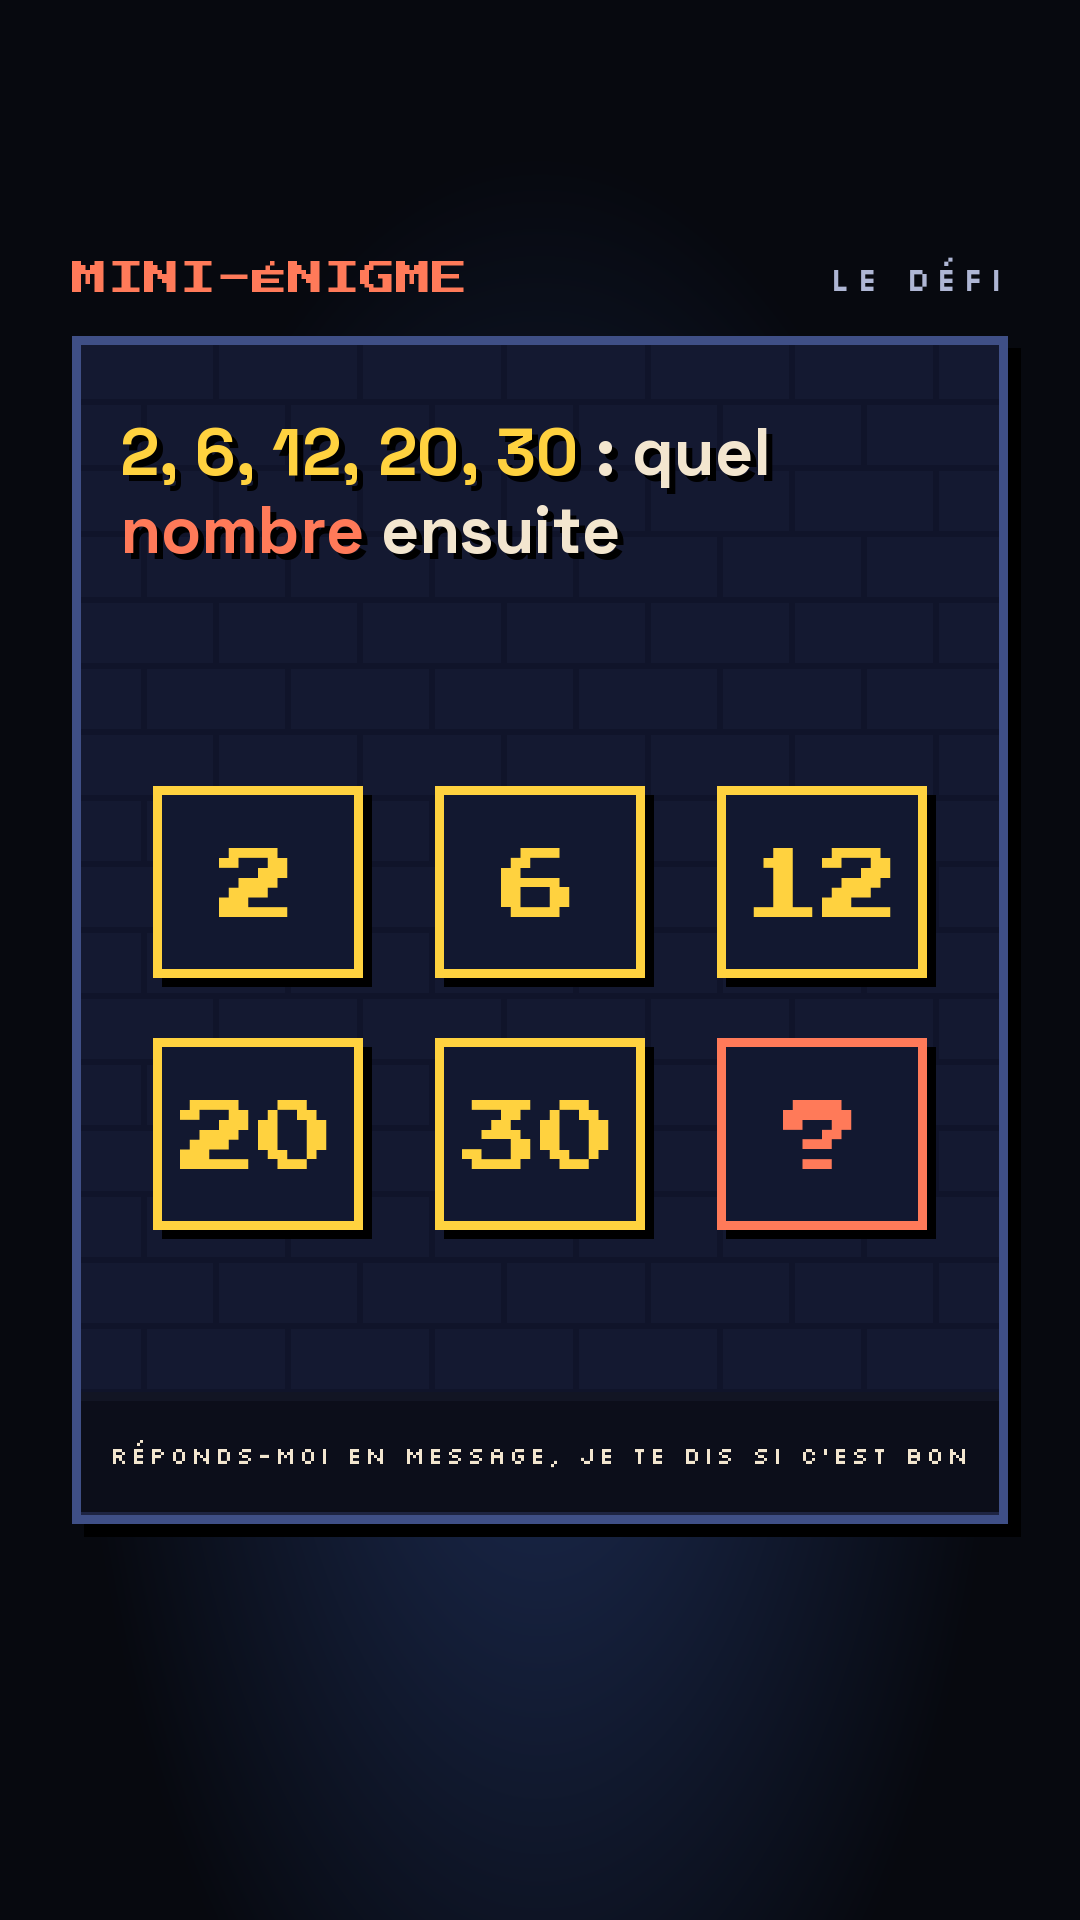 MINI-ÉNIGME
LE DÉFI
2, 6, 12, 20, 30 : quel
nombre ensuite
2 6 12
20 30 ?
RÉPONDS-MOI EN MESSAGE, JE TE DIS SI C'EST BON